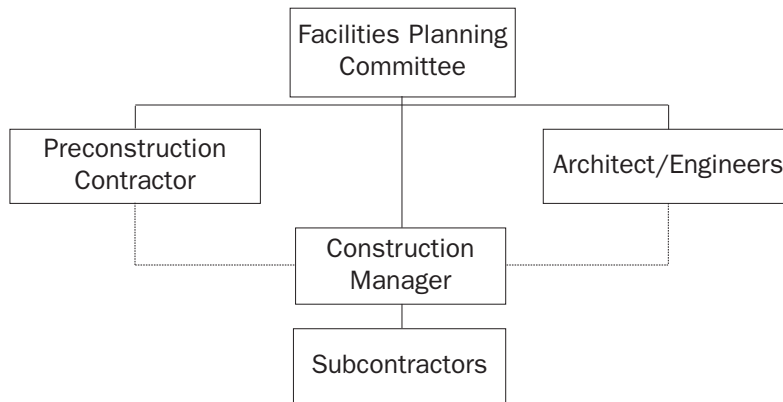 Facilities Planning
Committee
Preconstruction
Contractor
Architect/Engineers
Construction
Manager
Subcontractors